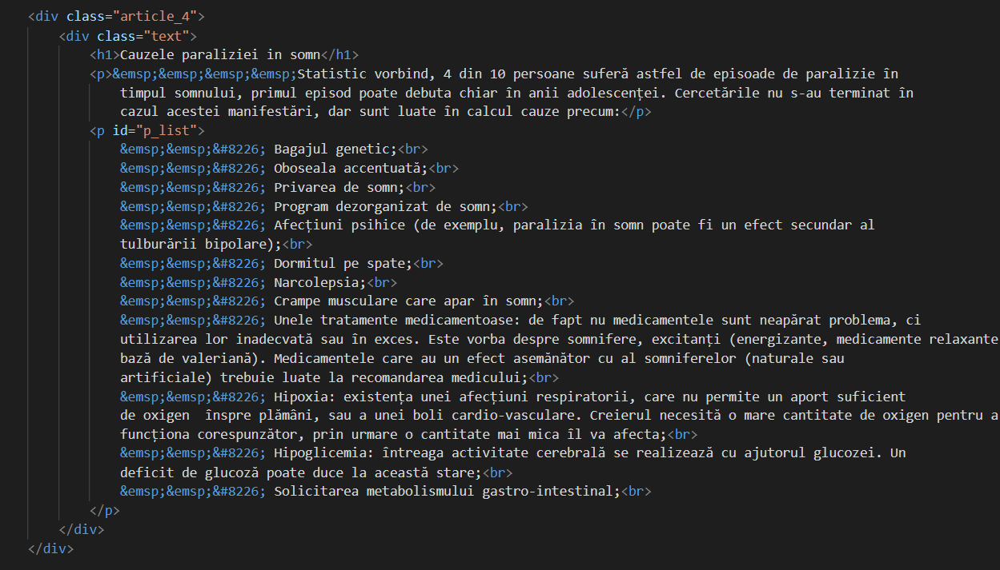 <div class="article_4">
<div class="text">
<h1>Cauzele paraliziei in somn</h1>
<p>&emsp;&emsp;&emsp;&emsp;Statistic vorbind, 4 din 10 persoane suferă astfel de episoade de paralizie în
timpul somnului, primul episod poate debuta chiar în anii adolescenței. Cercetările nu s-au terminat în
cazul acestei manifestări, dar sunt luate în calcul cauze precum:</p>
<p id="p_list">
&emsp;&emsp;&#8226; Bagajul genetic;<br>
&emsp;&emsp;&#8226; Oboseala accentuată;<br>
&emsp;&emsp;&#8226; Privarea de somn;<br>
&emsp;&emsp;&#8226; Program dezorganizat de somn;<br>
&emsp;&emsp;&#8226; Afecțiuni psihice (de exemplu, paralizia în somn poate fi un efect secundar al
tulburării bipolare);<br>
&emsp;&emsp;&#8226; Dormitul pe spate;<br>
&emsp;&emsp;&#8226; Narcolepsia;<br>
&emsp;&emsp;&#8226; Crampe musculare care apar în somn;<br>
&emsp;&emsp;&#8226; Unele tratamente medicamentoase: de fapt nu medicamentele sunt neapărat problema, ci
utilizarea lor inadecvată sau în exces. Este vorba despre somnifere, excitanți (energizante, medicamente relaxante
bază de valeriană). Medicamentele care au un efect asemănător cu al somniferelor (naturale sau
artificiale) trebuie luate la recomandarea medicului;<br>
&emsp;&emsp;&#8226; Hipoxia: existența unei afecțiuni respiratorii, care nu permite un aport suficient
de oxigen  înspre plămâni, sau a unei boli cardio-vasculare. Creierul necesită o mare cantitate de oxigen pentru a
funcționa corespunzător, prin urmare o cantitate mai mica îl va afecta;<br>
&emsp;&emsp;&#8226; Hipoglicemia: întreaga activitate cerebrală se realizează cu ajutorul glucozei. Un
deficit de glucoză poate duce la această stare;<br>
&emsp;&emsp;&#8226; Solicitarea metabolismului gastro-intestinal;<br>
</p>
</div>
</div>